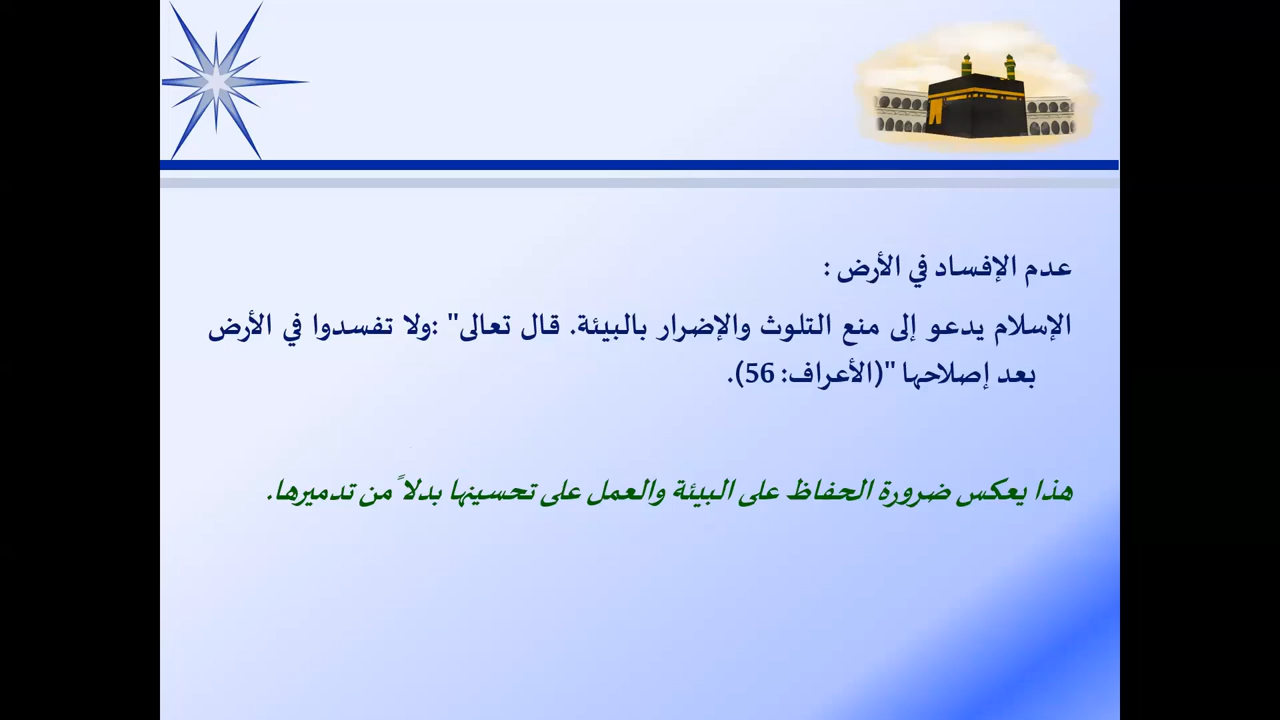 عدم الإفساد في الأرض :
الإسلام يدعو إلى منع التلوث والإضرار بالبيئة. قال تعالى" :ولا تفسدوا في الأرض
بعد إصلاحها "(الأعراف: 56).
هذا يعكس ضرورة الحفاظ على البيئة والعمل على تحسينها بدلاً من تدميرها.